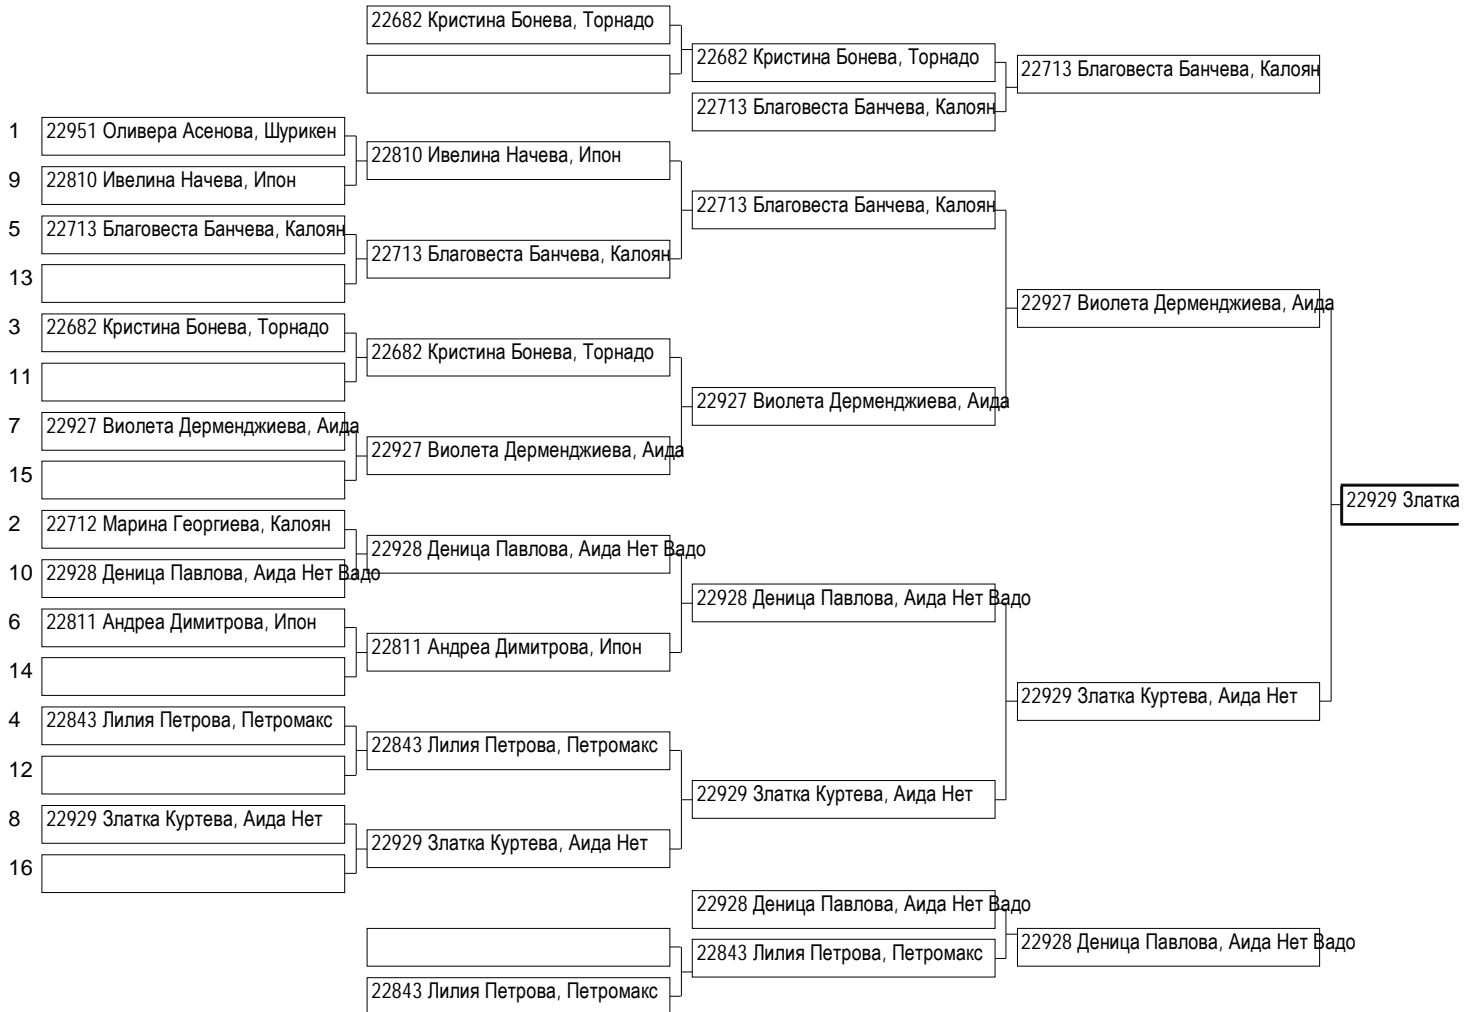 22682 Кристина Бонева, Торнадо
22682 Кристина Бонева, Торнадо
22713 Благовеста Банчева, Калоян
22713 Благовеста Банчева, Калоян
1 22951 Оливера Асенова, Шурикен
22810 Ивелина Начева, Ипон
9 22810 Ивелина Начева, Ипон
22713 Благовеста Банчева, Калоян
5 22713 Благовеста Банчева, Калоян
22713 Благовеста Банчева, Калоян
13
22927 Виолета Дерменджиева, Аида
3 22682 Кристина Бонева, Торнадо
22682 Кристина Бонева, Торнадо
11
22927 Виолета Дерменджиева, Аида
7 22927 Виолета Дерменджиева, Аида
22927 Виолета Дерменджиева, Аида
15
22929 Златка
2 22712 Марина Георгиева, Калоян
22928 Деница Павлова, Аида Нет Вадо
10 22928 Деница Павлова, Аида Нет Вадо
22928 Деница Павлова, Аида Нет Вадо
6 22811 Андреа Димитрова, Ипон
22811 Андреа Димитрова, Ипон
14
22929 Златка Куртева, Аида Нет
4 22843 Лилия Петрова, Петромакс
22843 Лилия Петрова, Петромакс
12
22929 Златка Куртева, Аида Нет
8 22929 Златка Куртева, Аида Нет
22929 Златка Куртева, Аида Нет
16
22928 Деница Павлова, Аида Нет Вадо
22928 Деница Павлова, Аида Нет Вадо
22843 Лилия Петрова, Петромакс
22843 Лилия Петрова, Петромакс